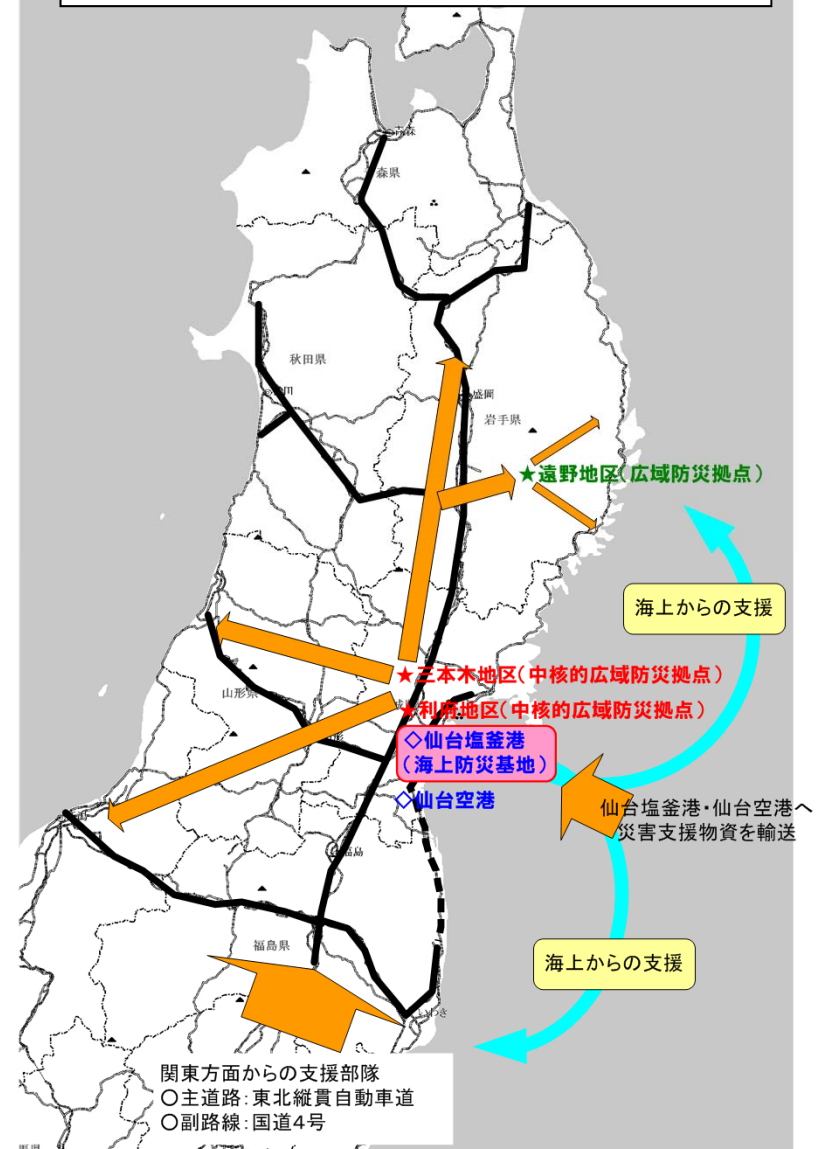 青森
森県
秋田県
盛岡
岩手県
★遠野地区(広域防災拠点)
海上からの支援
★三本木地区(中核的広域防災拠点)
山形県
★利府地区(中核的広域防災拠点)
◇仙台塩釜港
(海上防災基地)
◇仙台空港
仙台塩釜港・仙台空港へ
災害支援物資を輸送
福島
福島県
海上からの支援
いわき
関東方面からの支援部隊
〇主道路:東北縦貫自動車道
〇副路線:国道4号